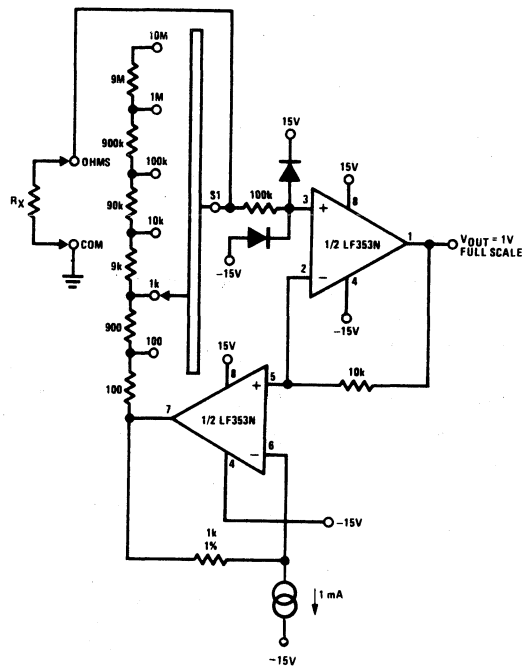 10M
9M
1M
900k
100k
OHMS
90k
RX
10k
COM
9k
1k
900
100
100
S1
100k
15V
-15V
3
+
15V
8
1/2 LF353N
1
VOUT = 1V
FULL SCALE
2
−
4
-15V
10k
15V
8
5
+
7
1/2 LF353N
6
−
4
-15V
1k
1%
1 mA
-15V